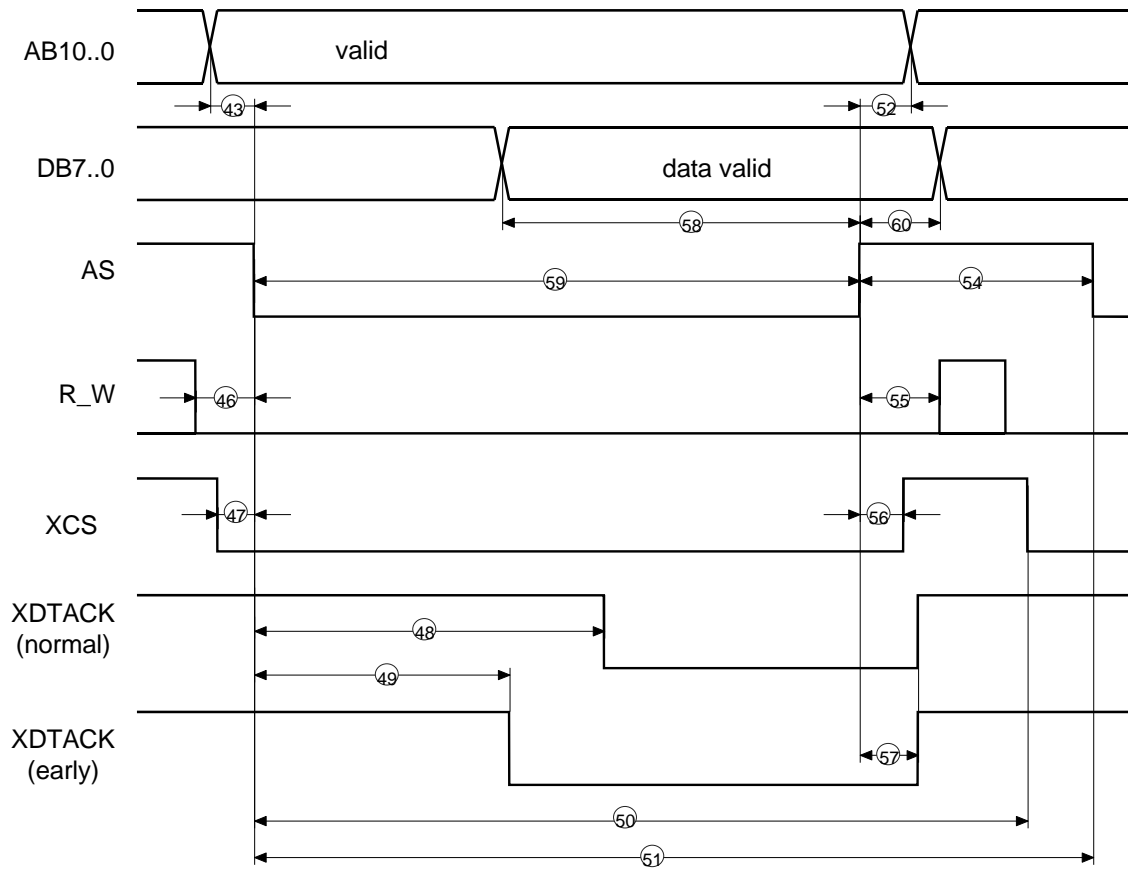 AB10..0
valid
43
52
DB7..0
data valid
58
60
AS
59
54
R_W
46
55
XCS
47
56
XDTACK
(normal)
48
49
XDTACK
(early)
57
50
51